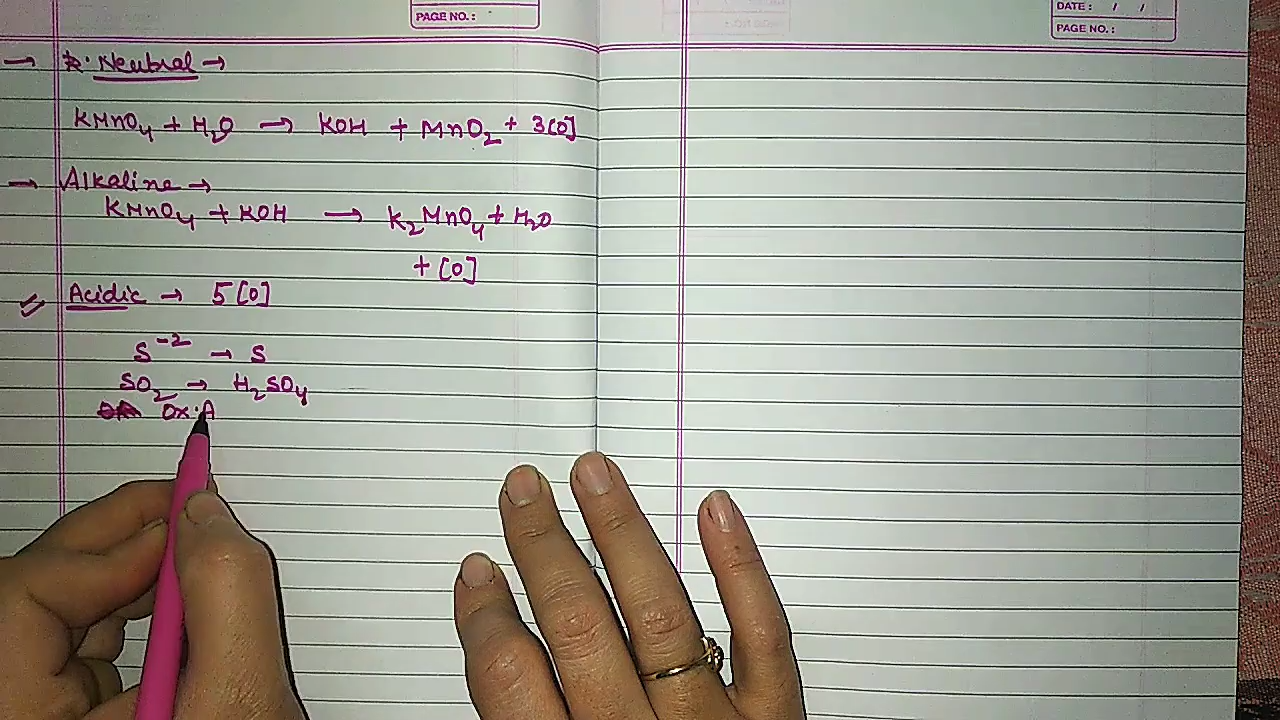 PAGE NO.:
DATE: / /
PAGE NO.:
→ Neutral →
KMnO₄ + H₂O → KOH + MnO₂ + 3[O]
→ Alkaline →
KMnO₄ + KOH → K₂MnO₄ + H₂O
+ [O]
Acidic → 5[O]
S⁻² → S
SO₂ → H₂SO₄
Ox.A